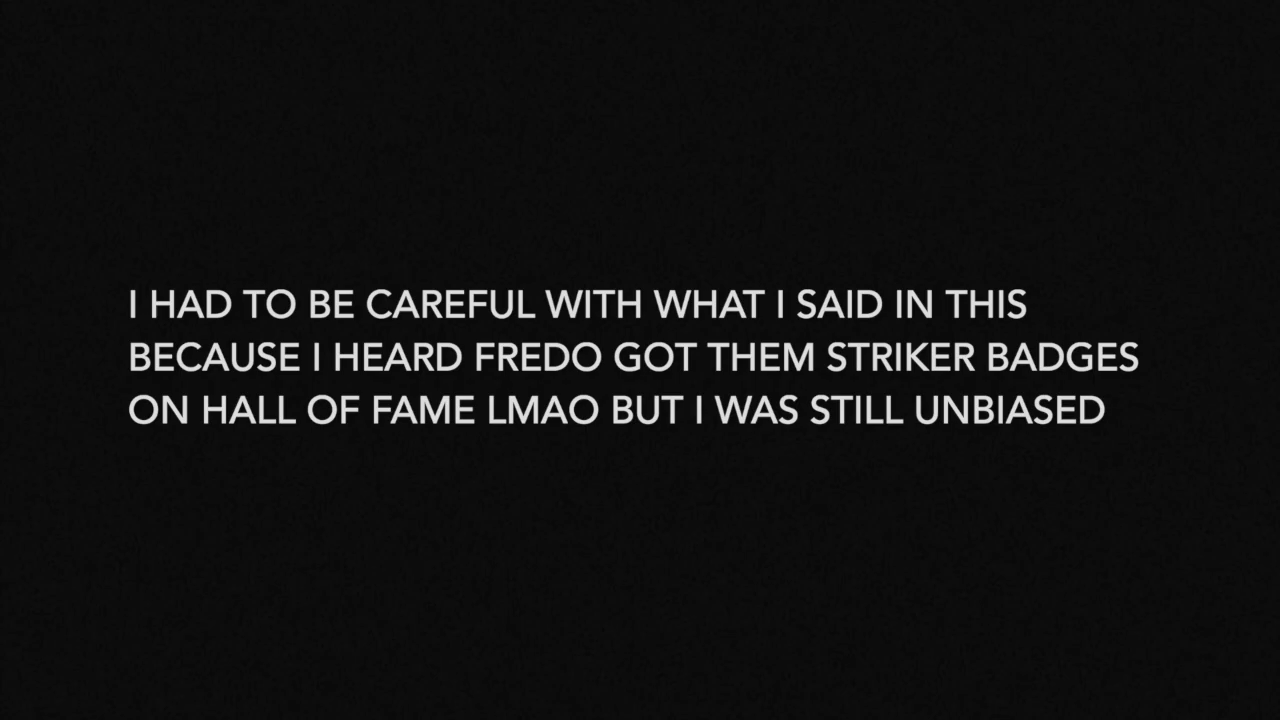 I HAD TO BE CAREFUL WITH WHAT I SAID IN THIS
BECAUSE I HEARD FREDO GOT THEM STRIKER BADGES
ON HALL OF FAME LMAO BUT I WAS STILL UNBIASED